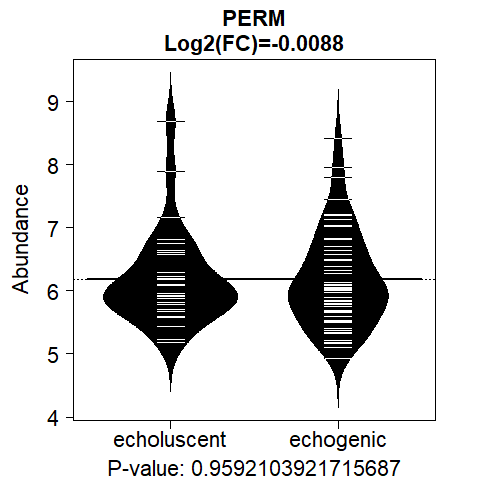 PERM
Log2(FC)=-0.0088
Abundance
9
8
7
6
5
4
echoluscent echogenic
P-value: 0.9592103921715687